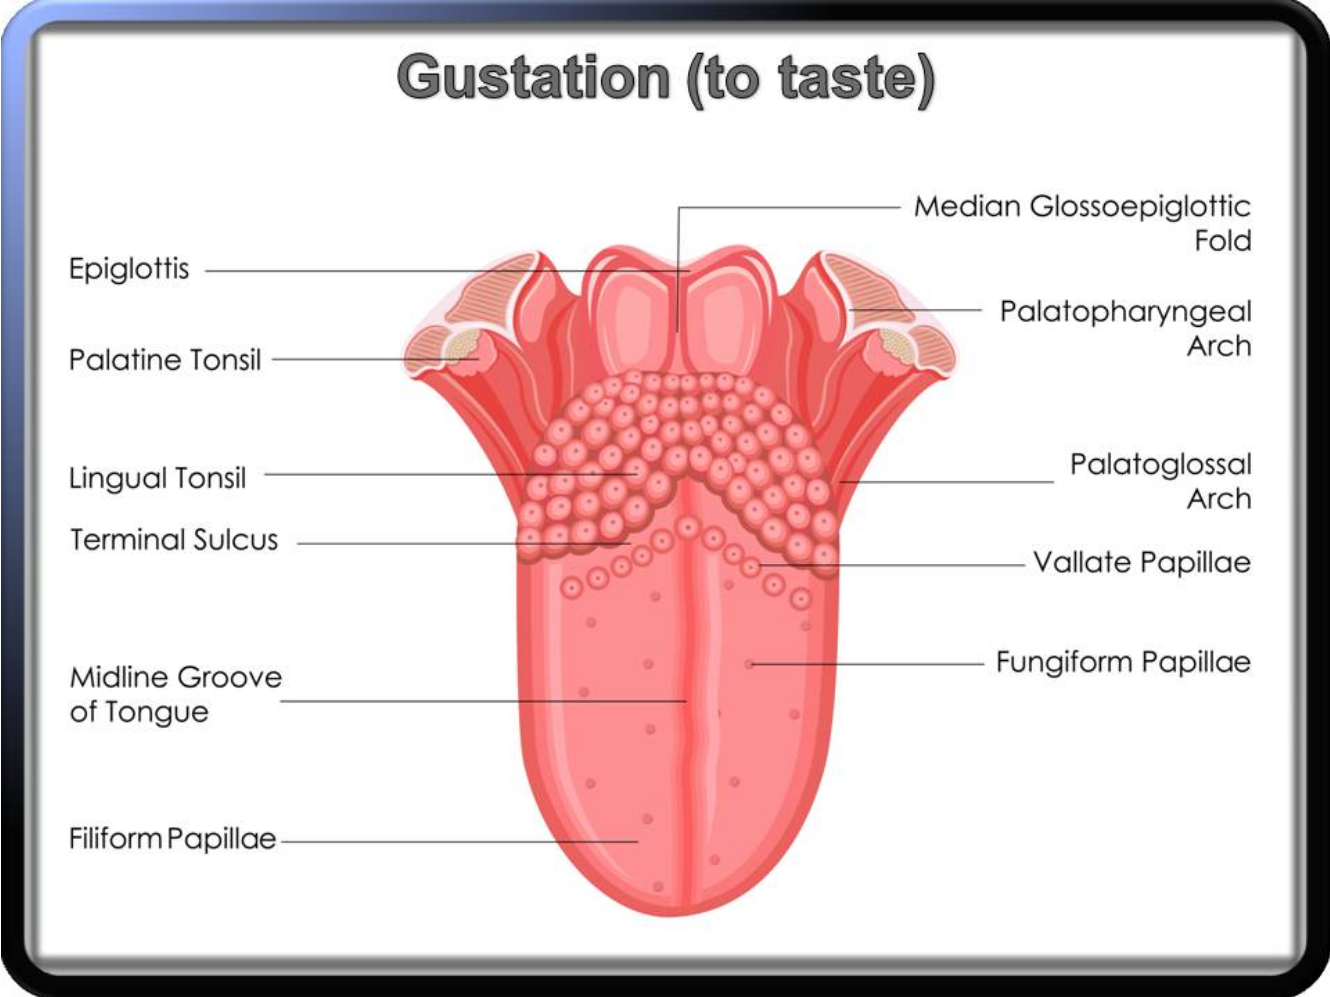 Gustation (to taste)
Median Glossoepiglottic
Fold
Epiglottis
Palatopharyngeal
Arch
Palatine Tonsil
Palatoglossal
Arch
Lingual Tonsil
Terminal Sulcus
Vallate Papillae
Fungiform Papillae
Midline Groove
of Tongue
Filiform Papillae